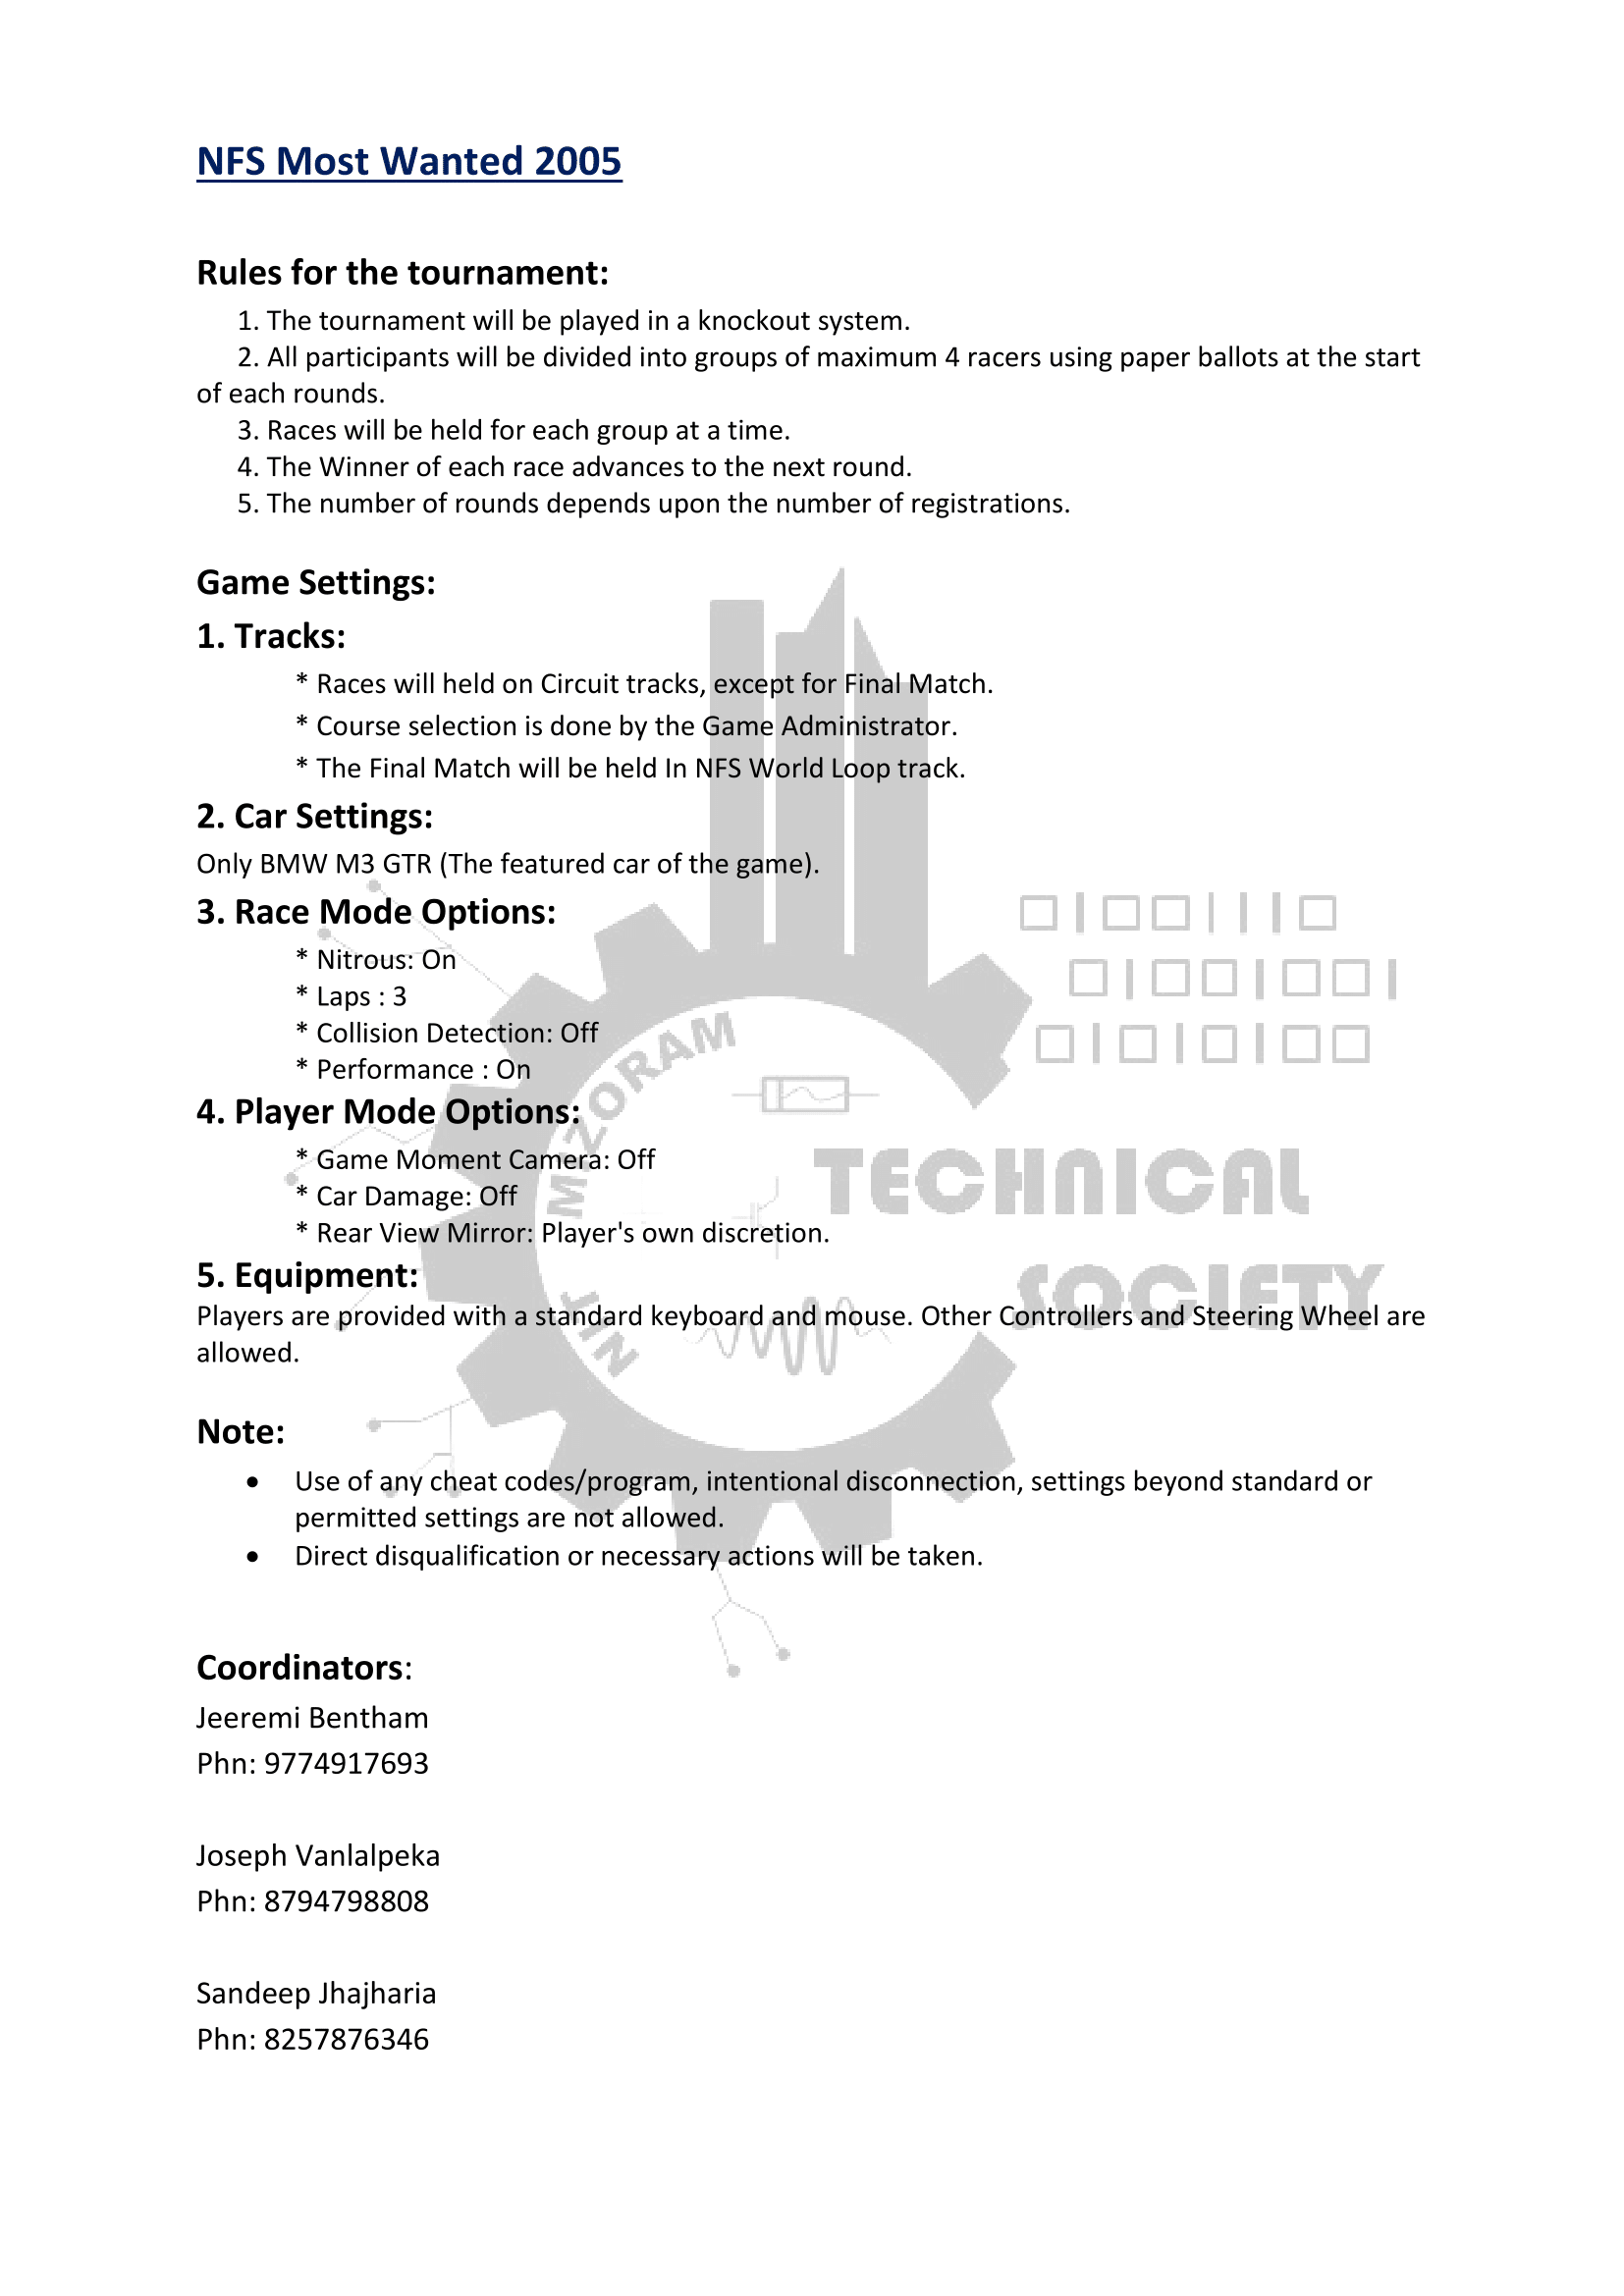 NFS Most Wanted 2005
Rules for the tournament:
1. The tournament will be played in a knockout system.
2. All participants will be divided into groups of maximum 4 racers using paper ballots at the start
of each rounds.
3. Races will be held for each group at a time.
4. The Winner of each race advances to the next round.
5. The number of rounds depends upon the number of registrations.
Game Settings:
1. Tracks:
* Races will held on Circuit tracks, except for Final Match.
* Course selection is done by the Game Administrator.
* The Final Match will be held In NFS World Loop track.
2. Car Settings:
Only BMW M3 GTR (The featured car of the game).
3. Race Mode Options:
* Nitrous: On
* Laps : 3
* Collision Detection: Off
* Performance : On
4. Player Mode Options:
* Game Moment Camera: Off
* Car Damage: Off
* Rear View Mirror: Player's own discretion.
5. Equipment:
Players are provided with a standard keyboard and mouse. Other Controllers and Steering Wheel are
allowed.
Note:
• Use of any cheat codes/program, intentional disconnection, settings beyond standard or
permitted settings are not allowed.
• Direct disqualification or necessary actions will be taken.
Coordinators:
Jeeremi Bentham
Phn: 9774917693
Joseph Vanlalpeka
Phn: 8794798808
Sandeep Jhajharia
Phn: 8257876346
NIT MIZORAM
TECHNICAL
SOCIETY
01001110
01001001
01010100